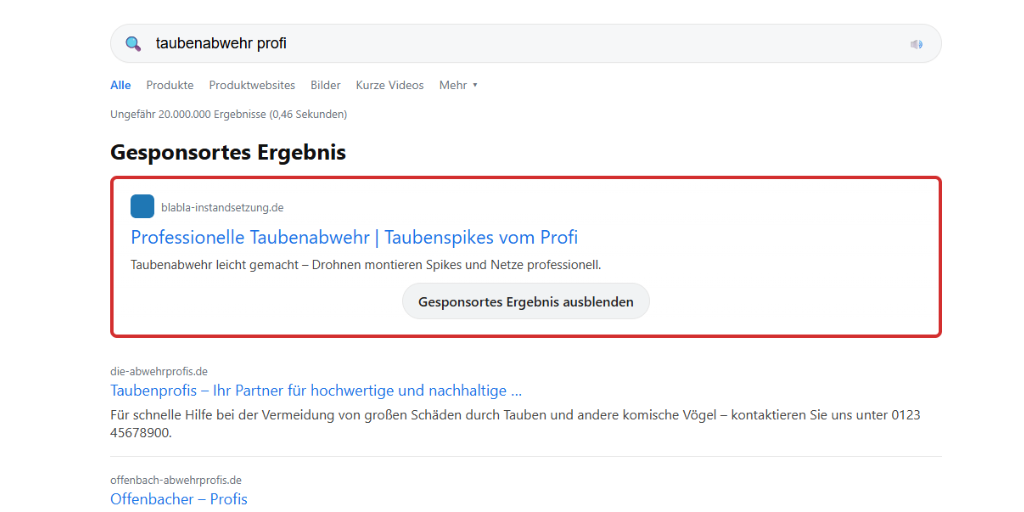 taubenabwehr profi
Alle Produkte Produktwebsites Bilder Kurze Videos Mehr ▾
Ungefähr 20.000.000 Ergebnisse (0,46 Sekunden)
Gesponsortes Ergebnis
blabla-instandsetzung.de
Professionelle Taubenabwehr | Taubenspikes vom Profi
Taubenabwehr leicht gemacht – Drohnen montieren Spikes und Netze professionell.
Gesponsortes Ergebnis ausblenden
die-abwehrprofis.de
Taubenprofis – Ihr Partner für hochwertige und nachhaltige ...
Für schnelle Hilfe bei der Vermeidung von großen Schäden durch Tauben und andere komische Vögel – kontaktieren Sie uns unter 0123
45678900.
offenbach-abwehrprofis.de
Offenbacher – Profis